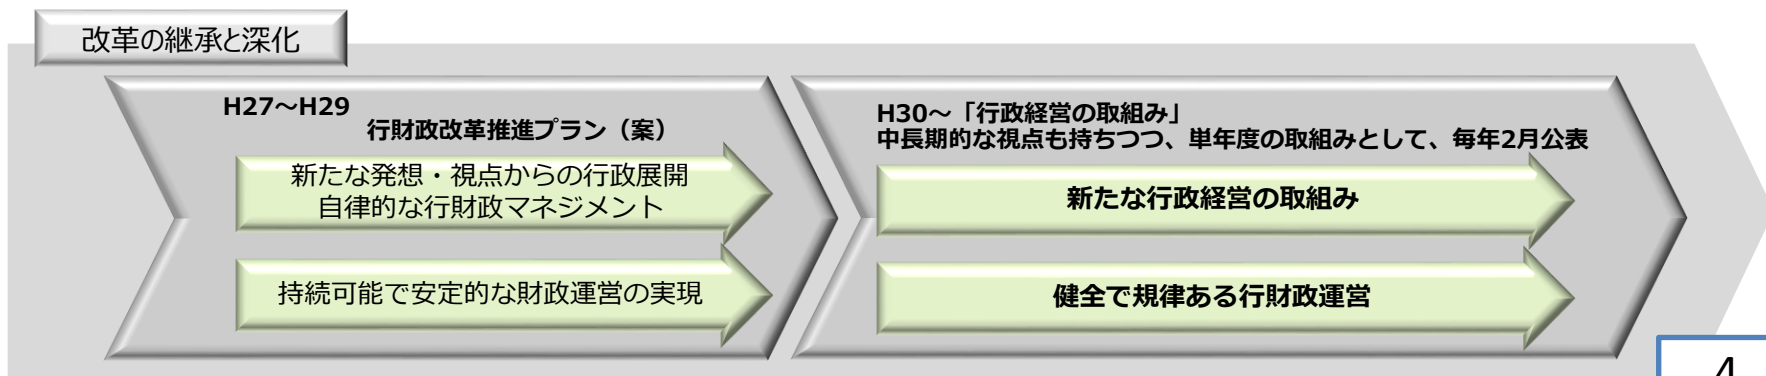 改革の継承と深化
H27～H29
行財政改革推進プラン（案）
新たな発想・視点からの行政展開
自律的な行財政マネジメント
持続可能で安定的な財政運営の実現
H30～「行政経営の取組み」
中長期的な視点も持ちつつ、単年度の取組みとして、毎年2月公表
新たな行政経営の取組み
健全で規律ある行財政運営
4